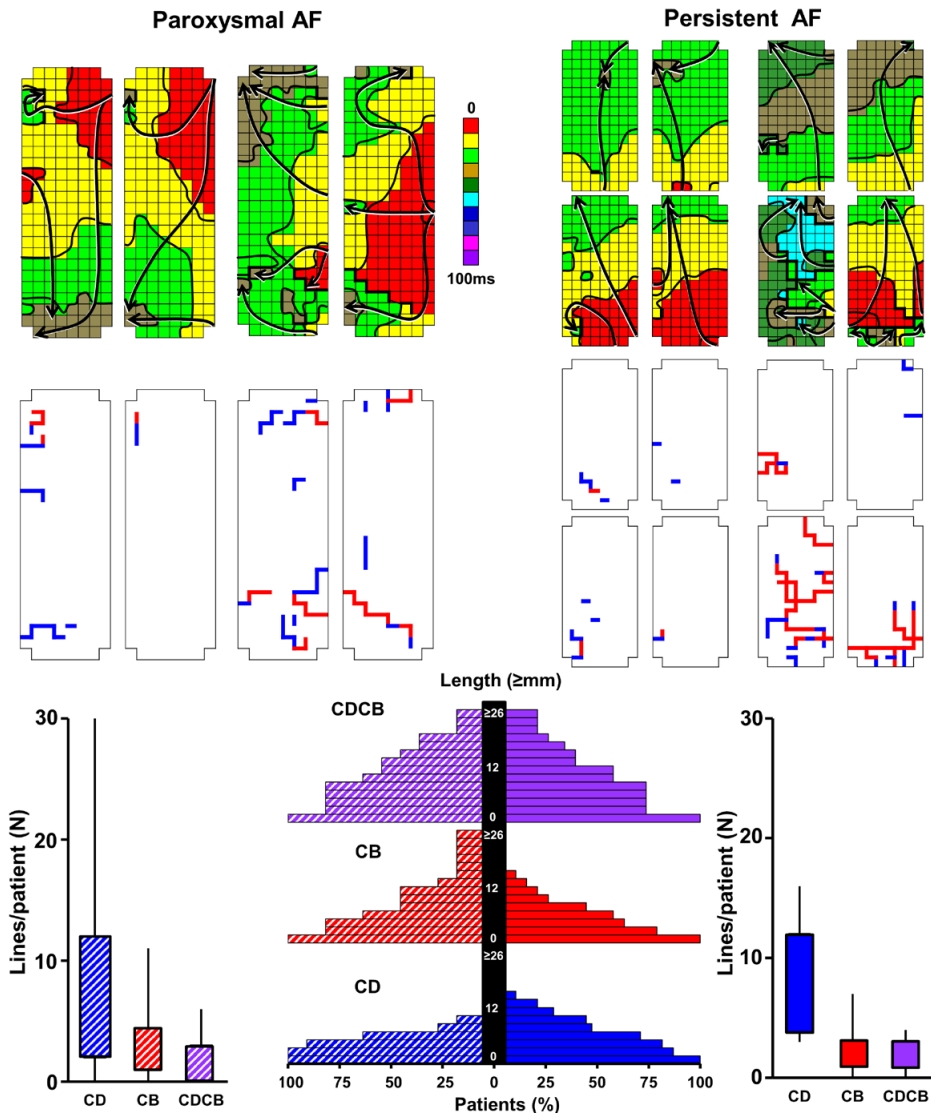 Paroxysmal AF
Persistent AF
0
100ms
Length (≥mm)
30
20
10
0
Lines/patient (N)
CD
CB
CDCB
CDCB
≥26
12
0
CB
≥26
12
0
CD
≥26
12
0
100
75
50
25
0
25
50
75
100
Patients (%)
30
20
10
0
Lines/patient (N)
CD
CB
CDCB